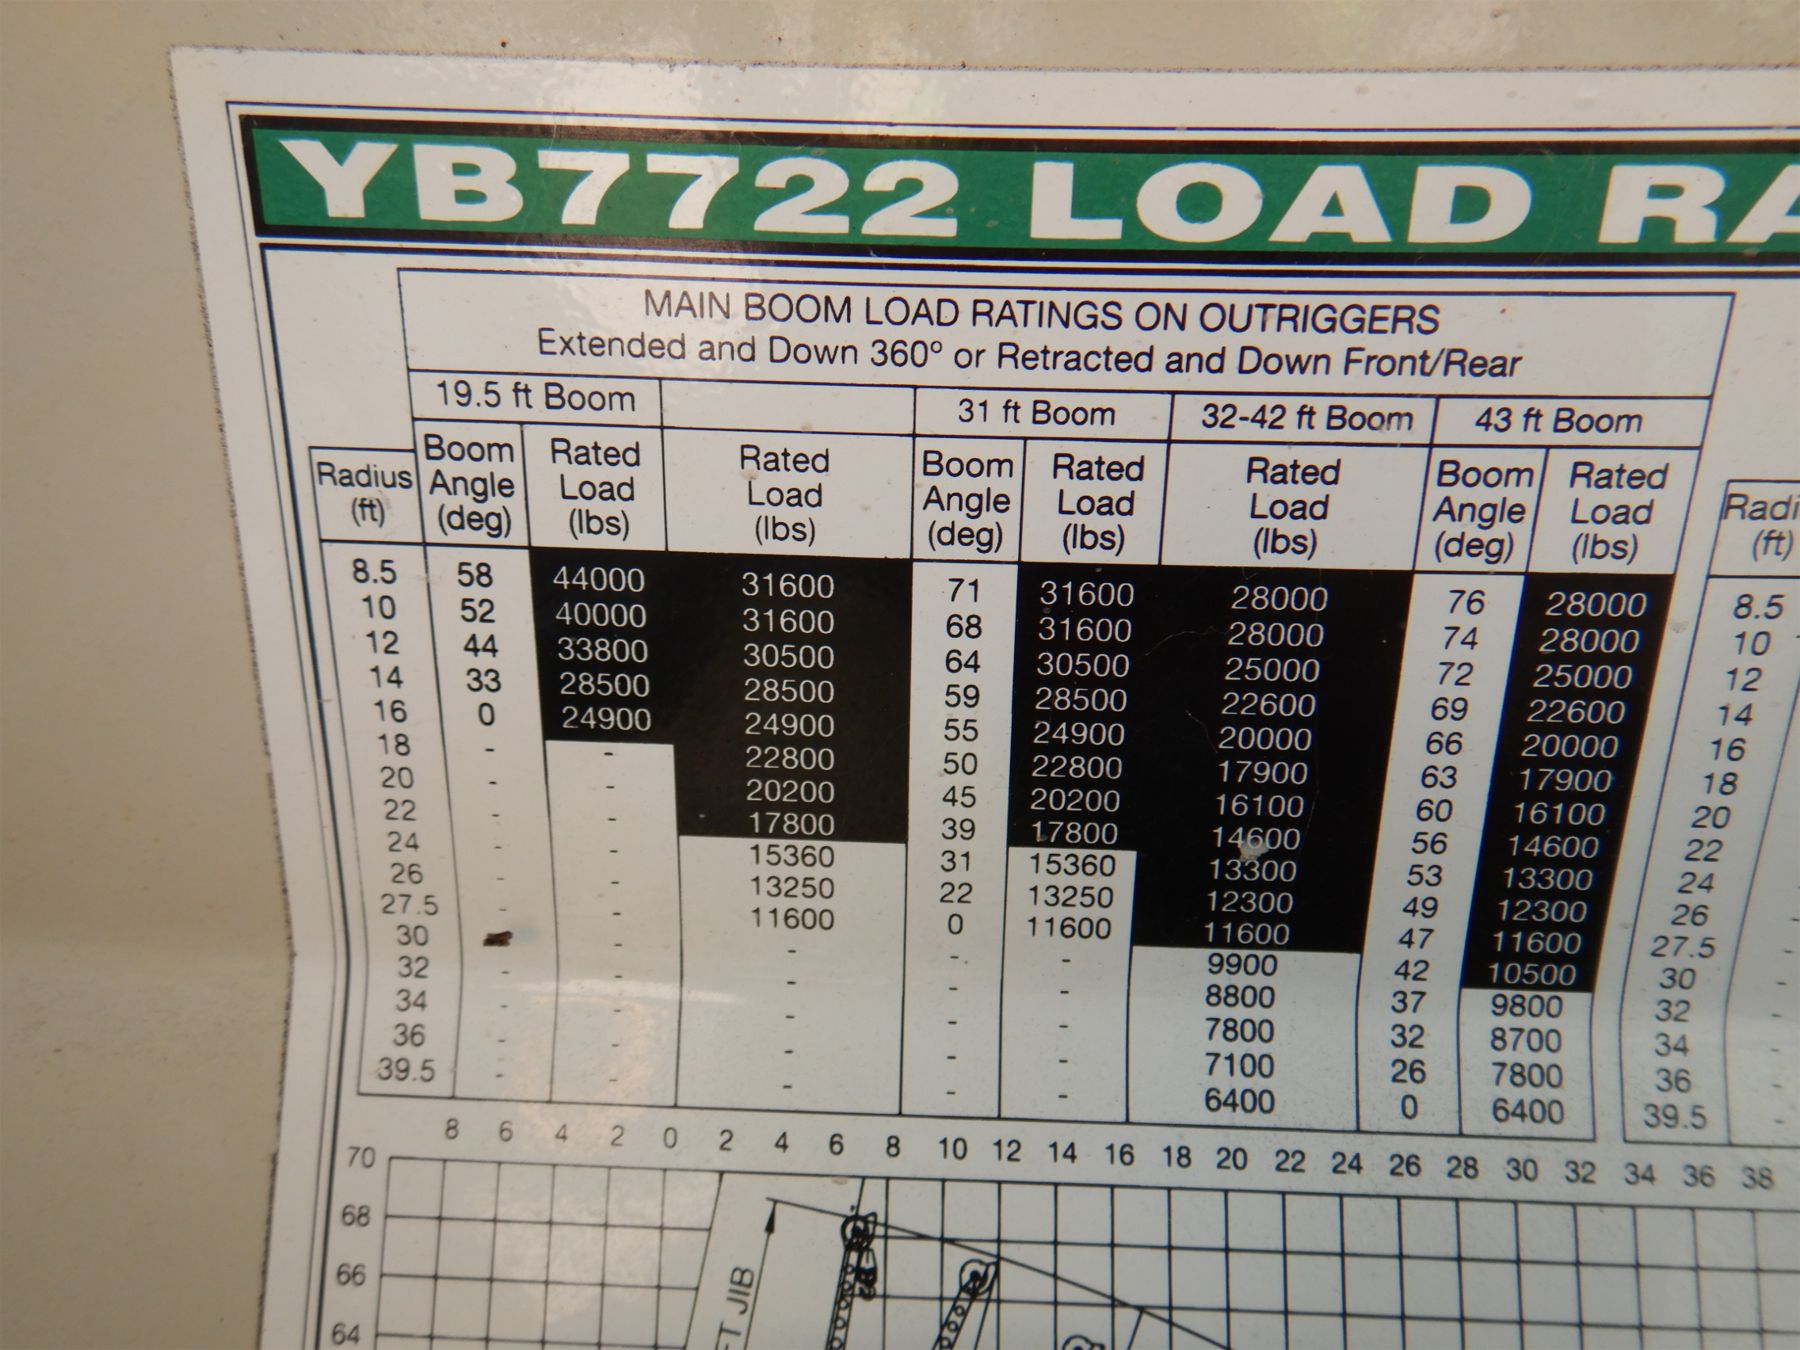 YB7722 LOAD RA
MAIN BOOM LOAD RATINGS ON OUTRIGGERS
Extended and Down 360° or Retracted and Down Front/Rear
19.5 ft Boom 31 ft Boom 32-42 ft Boom 43 ft Boom
Radius (ft) Boom Angle (deg) Rated Load (lbs) Rated Load (lbs) Boom Angle (deg) Rated Load (lbs) Rated Load (lbs) Boom Angle (deg) Rated Load (lbs) Radi (ft)
8.5 58 44000 31600 71 31600 28000 76 28000 8.5
10 52 40000 31600 68 31600 28000 74 28000 10
12 44 33800 30500 64 30500 25000 72 25000 12
14 33 28500 28500 59 28500 22600 69 22600 14
16 0 24900 24900 55 24900 20000 66 20000 16
18 - - 22800 50 22800 17900 63 17900 18
20 - - 20200 45 20200 16100 60 16100 20
22 - - 17800 39 17800 14600 56 14600 22
24 - - 15360 31 15360 13300 53 13300 24
26 - - 13250 22 13250 12300 49 12300 26
27.5 - - 11600 0 11600 11600 47 11600 27.5
30 - - - - 9900 42 10500 30 -
32 - - - - - 8800 37 9800 32
34 - - - - - 7800 32 8700 34 -
36 - - - - - 7100 26 7800 36 -
39.5 - - - - - 6400 0 6400 39.5 -
8 6 4 2 0 2 4 6 8 10 12 14 16 18 20 22 24 26 28 30 32 34 36 38
70
68
66
64
FT JIB